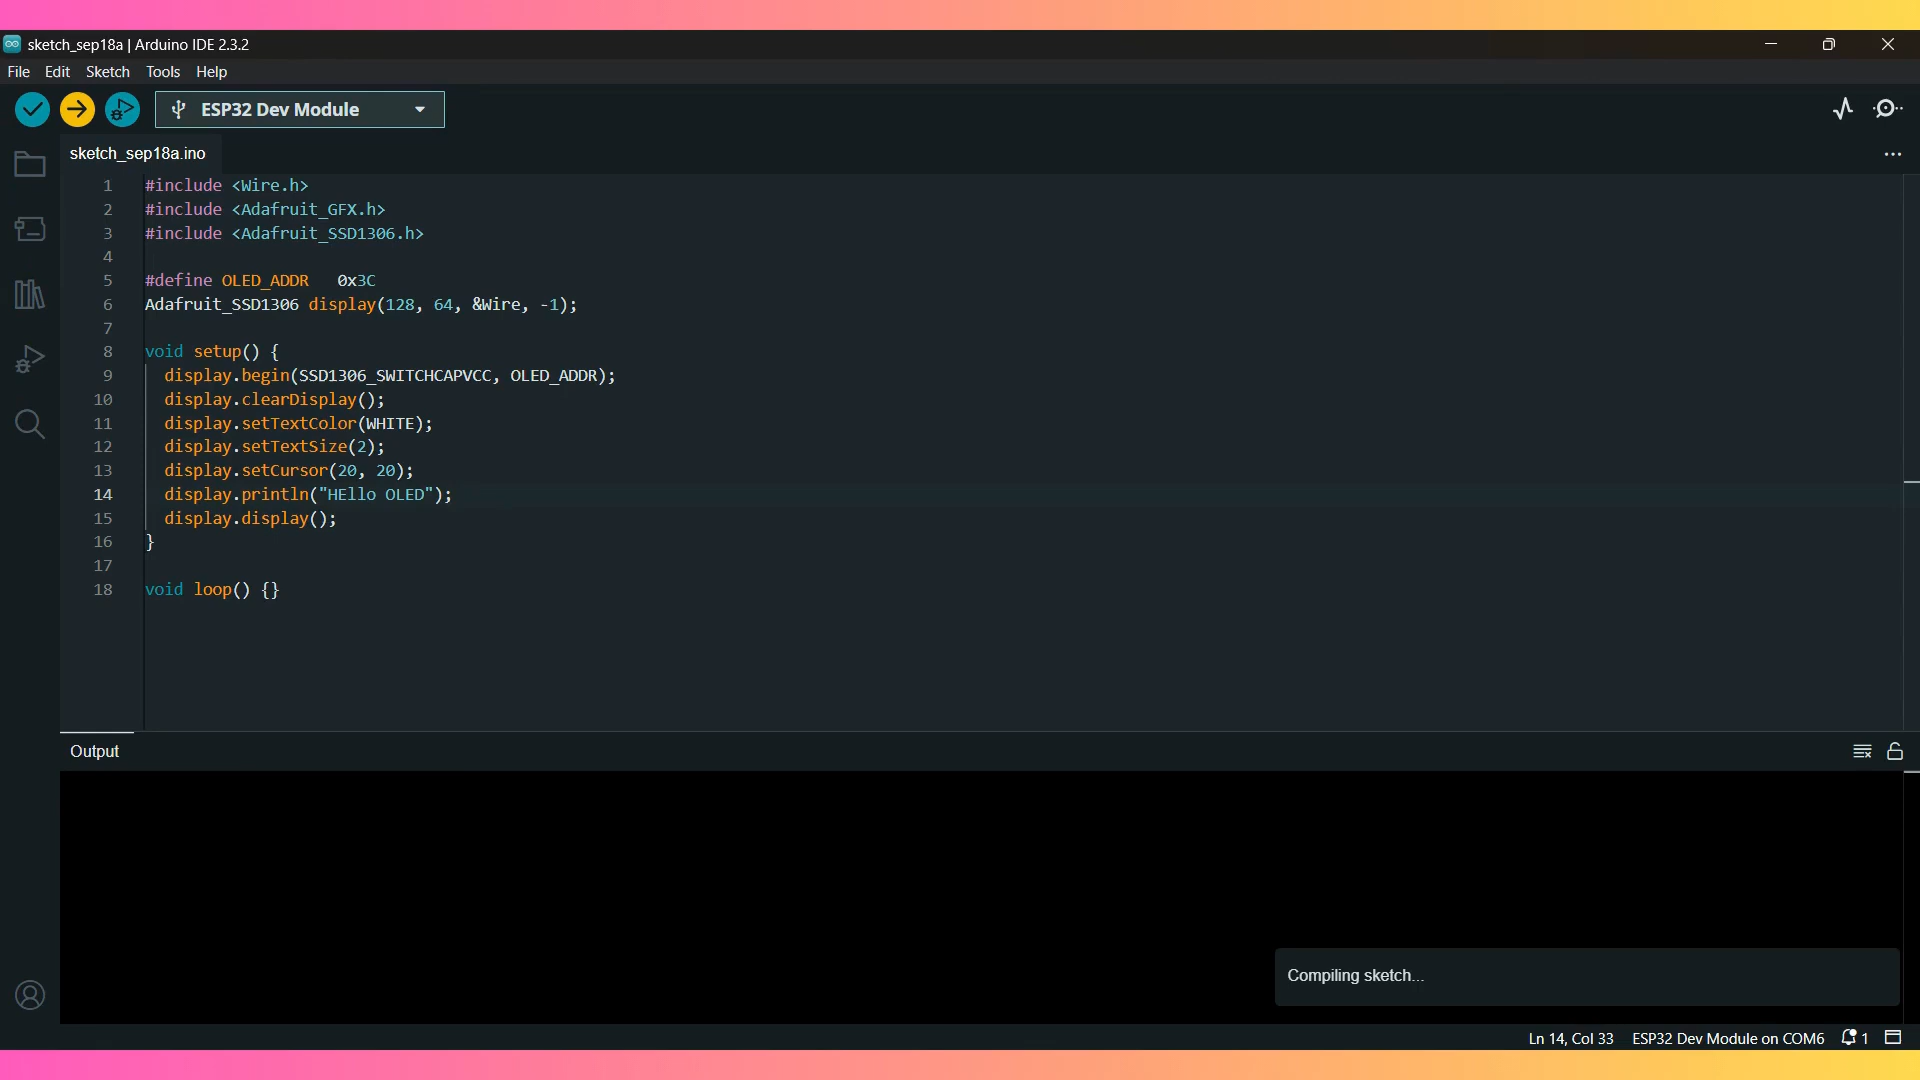 sketch_sep18a | Arduino IDE 2.3.2
File Edit Sketch Tools Help
ESP32 Dev Module
sketch_sep18a.ino
1 #include <Wire.h>
2 #include <Adafruit_GFX.h>
3 #include <Adafruit_SSD1306.h>
4
5 #define OLED_ADDR   0x3C
6 Adafruit_SSD1306 display(128, 64, &Wire, -1);
7
8 void setup() {
9   display.begin(SSD1306_SWITCHCAPVCC, OLED_ADDR);
10   display.clearDisplay();
11   display.setTextColor(WHITE);
12   display.setTextSize(2);
13   display.setCursor(20, 20);
14   display.println("HEllo OLED");
15   display.display();
16 }
17
18 void loop() {}
Output
Compiling sketch...
Ln 14, Col 33 ESP32 Dev Module on COM6 1